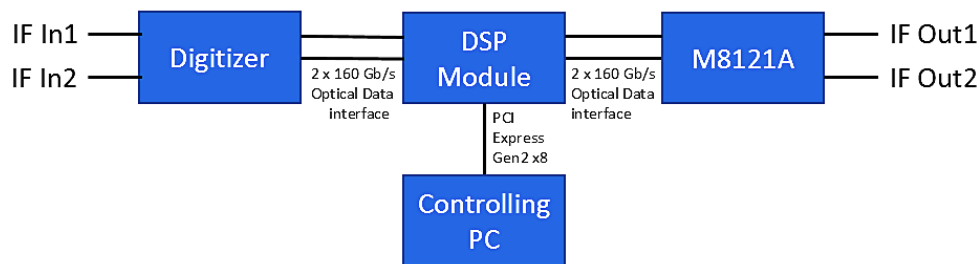 IF In1
IF In2
Digitizer
2 x 160 Gb/s
Optical Data
interface
DSP
Module
2 x 160 Gb/s
Optical Data
interface
M8121A
IF Out1
IF Out2
PCI
Express
Gen2 x8
Controlling
PC